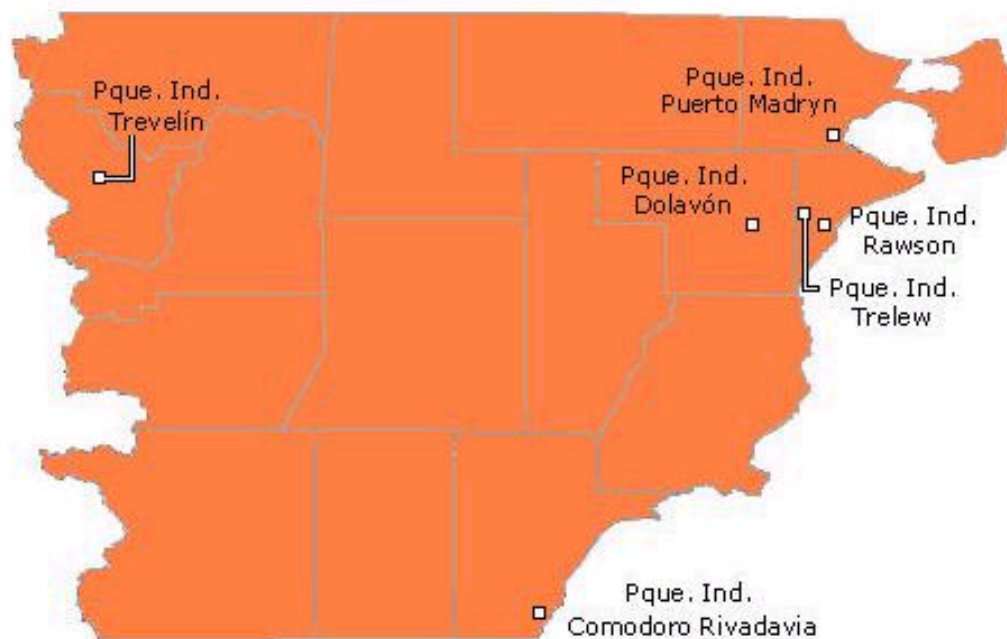 Pque. Ind.
Puerto Madryn
Pque. Ind.
Trevelín
Pque. Ind.
Dolavón
Pque. Ind.
Rawson
Pque. Ind.
Trelew
Pque. Ind.
Comodoro Rivadavia